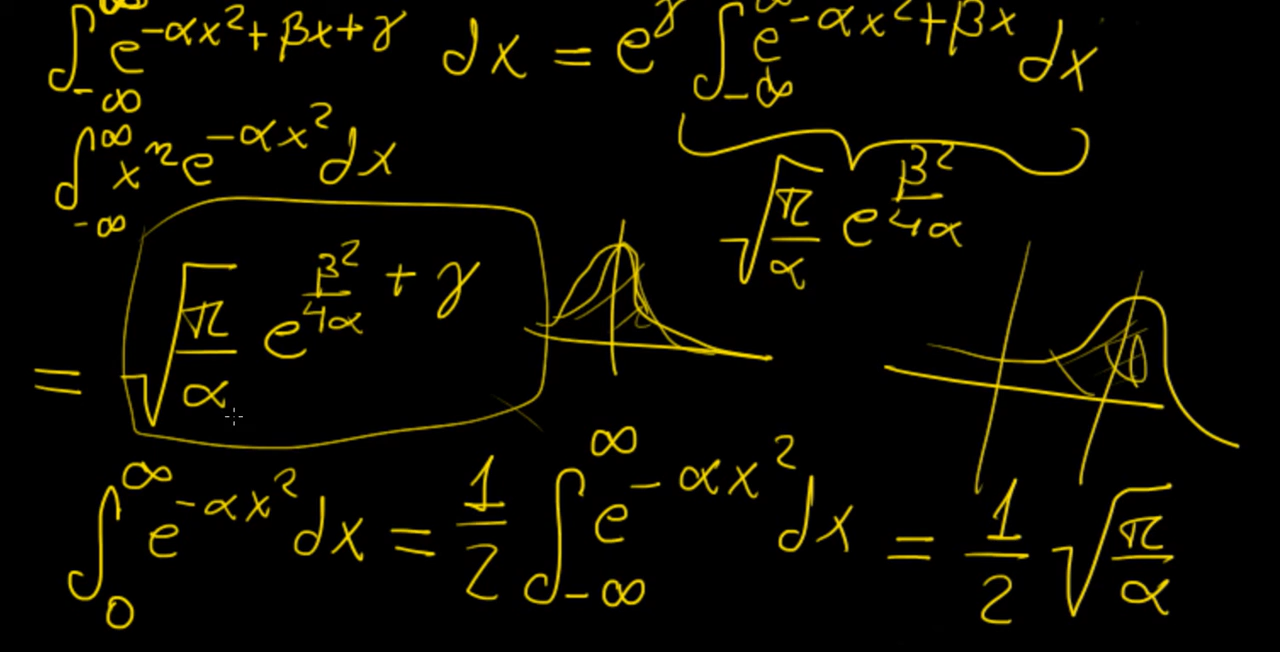 ∫_{-∞}^{∞} e^{-αx²+βx+γ} dx = e^γ ∫_{-∞}^{∞} e^{-αx²+βx} dx
∫_{-∞}^{∞} x^n e^{-αx²} dx
√(π/α) e^{β²/4α}
= √(π/α) e^{β²/4α + γ}
∫_0^∞ e^{-αx²} dx = 1/2 ∫_{-∞}^{∞} e^{-αx²} dx = 1/2 √(π/α)